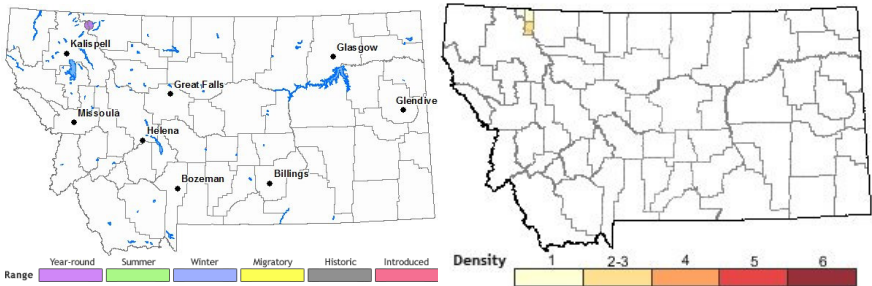 Kalispell
Glasgow
Great Falls
Glendive
Missoula
Helena
Bozeman
Billings
Range
Year-round Summer Winter Migratory Historic Introduced
Density
1 2-3 4 5 6